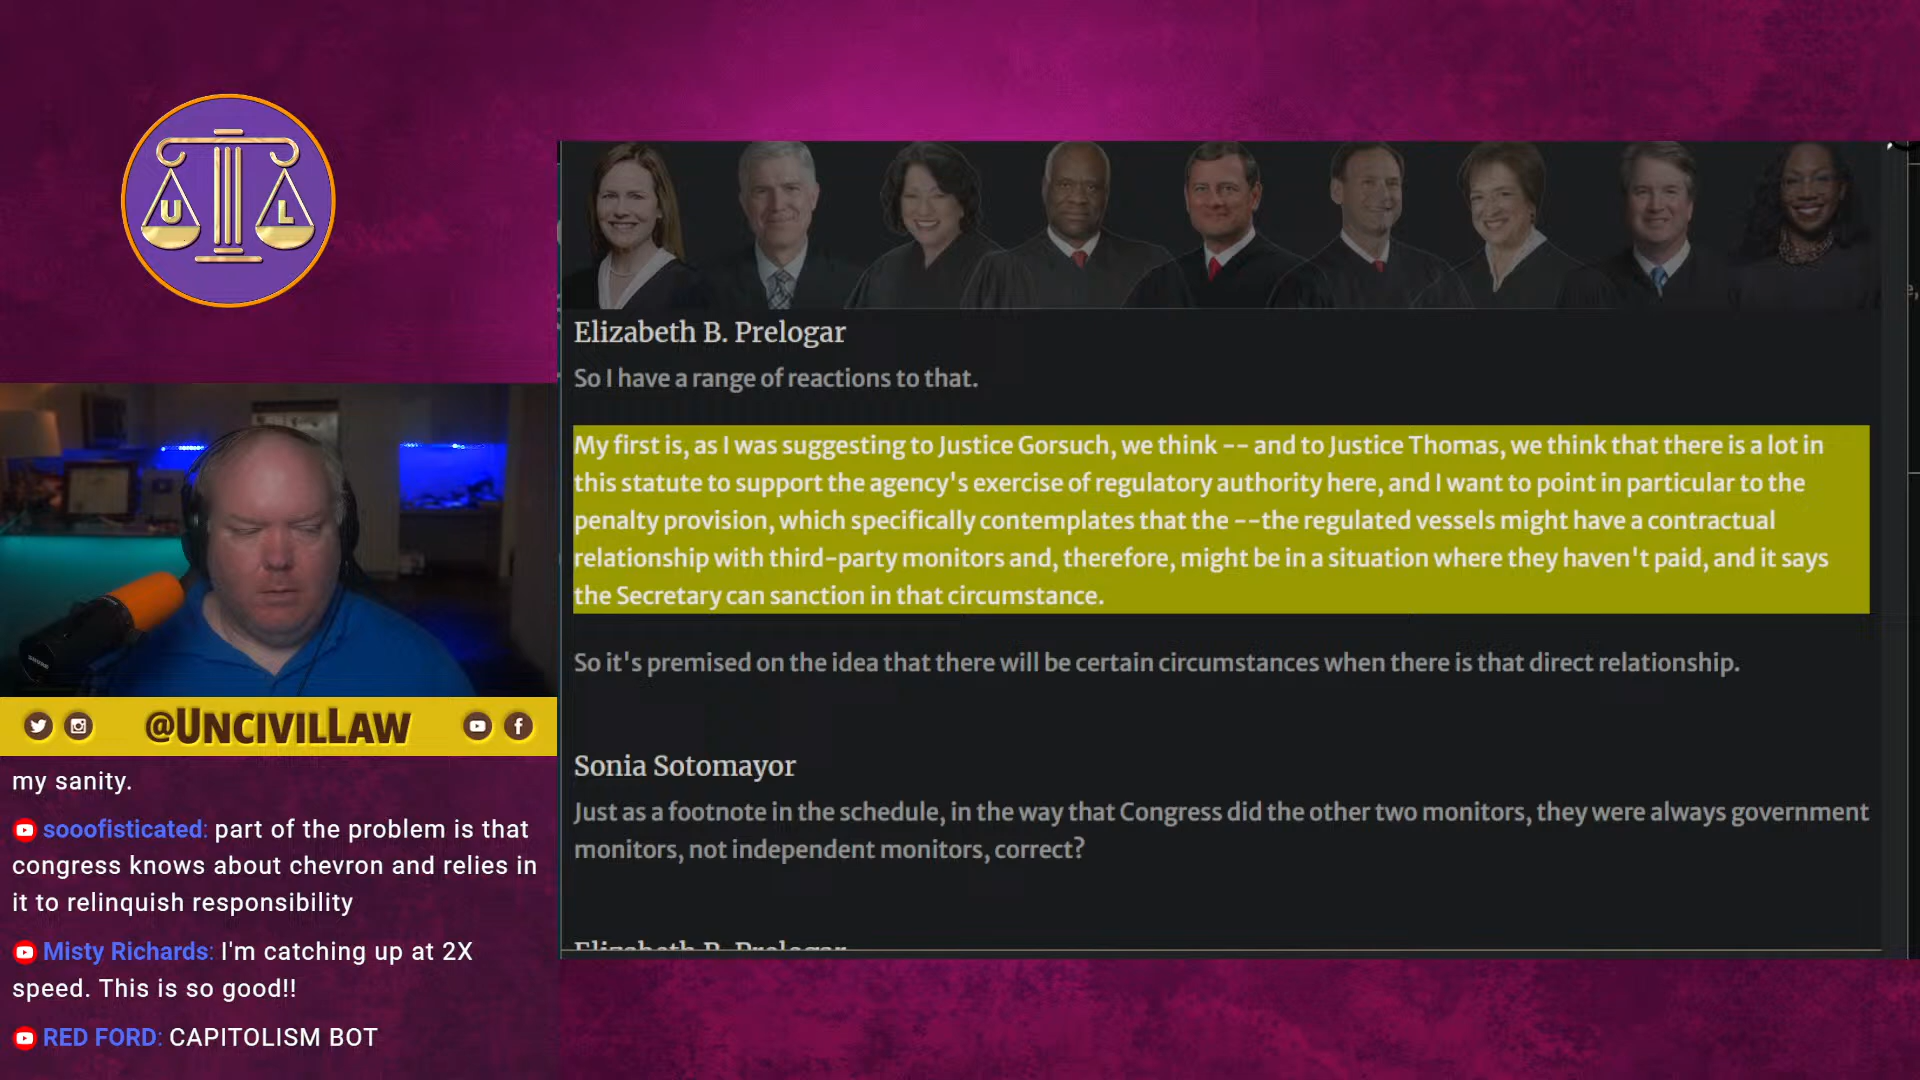 U L
Elizabeth B. Prelogar
So I have a range of reactions to that.
My first is, as I was suggesting to Justice Gorsuch, we think -- and to Justice Thomas, we think that there is a lot in
this statute to support the agency's exercise of regulatory authority here, and I want to point in particular to the
penalty provision, which specifically contemplates that the --the regulated vessels might have a contractual
relationship with third-party monitors and, therefore, might be in a situation where they haven't paid, and it says
the Secretary can sanction in that circumstance.
So it's premised on the idea that there will be certain circumstances when there is that direct relationship.
Sonia Sotomayor
Just as a footnote in the schedule, in the way that Congress did the other two monitors, they were always government
monitors, not independent monitors, correct?
Elizabeth B. Prelogar
SHURE
@UNCIVILLAW
my sanity.
sooofisticated: part of the problem is that
congress knows about chevron and relies in
it to relinquish responsibility
Misty Richards: I'm catching up at 2X
speed. This is so good!!
RED FORD: CAPITOLISM BOT